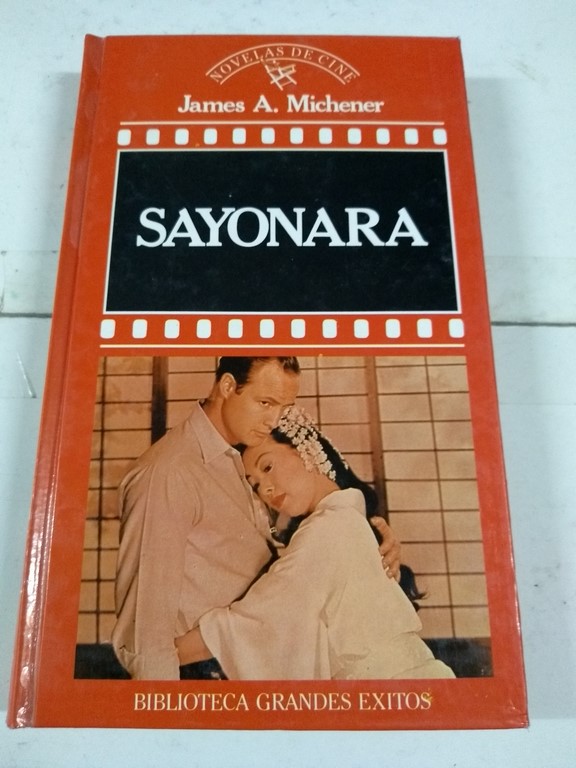 NOVELAS DE CINE
James A. Michener
SAYONARA
BIBLIOTECA GRANDES EXITOS